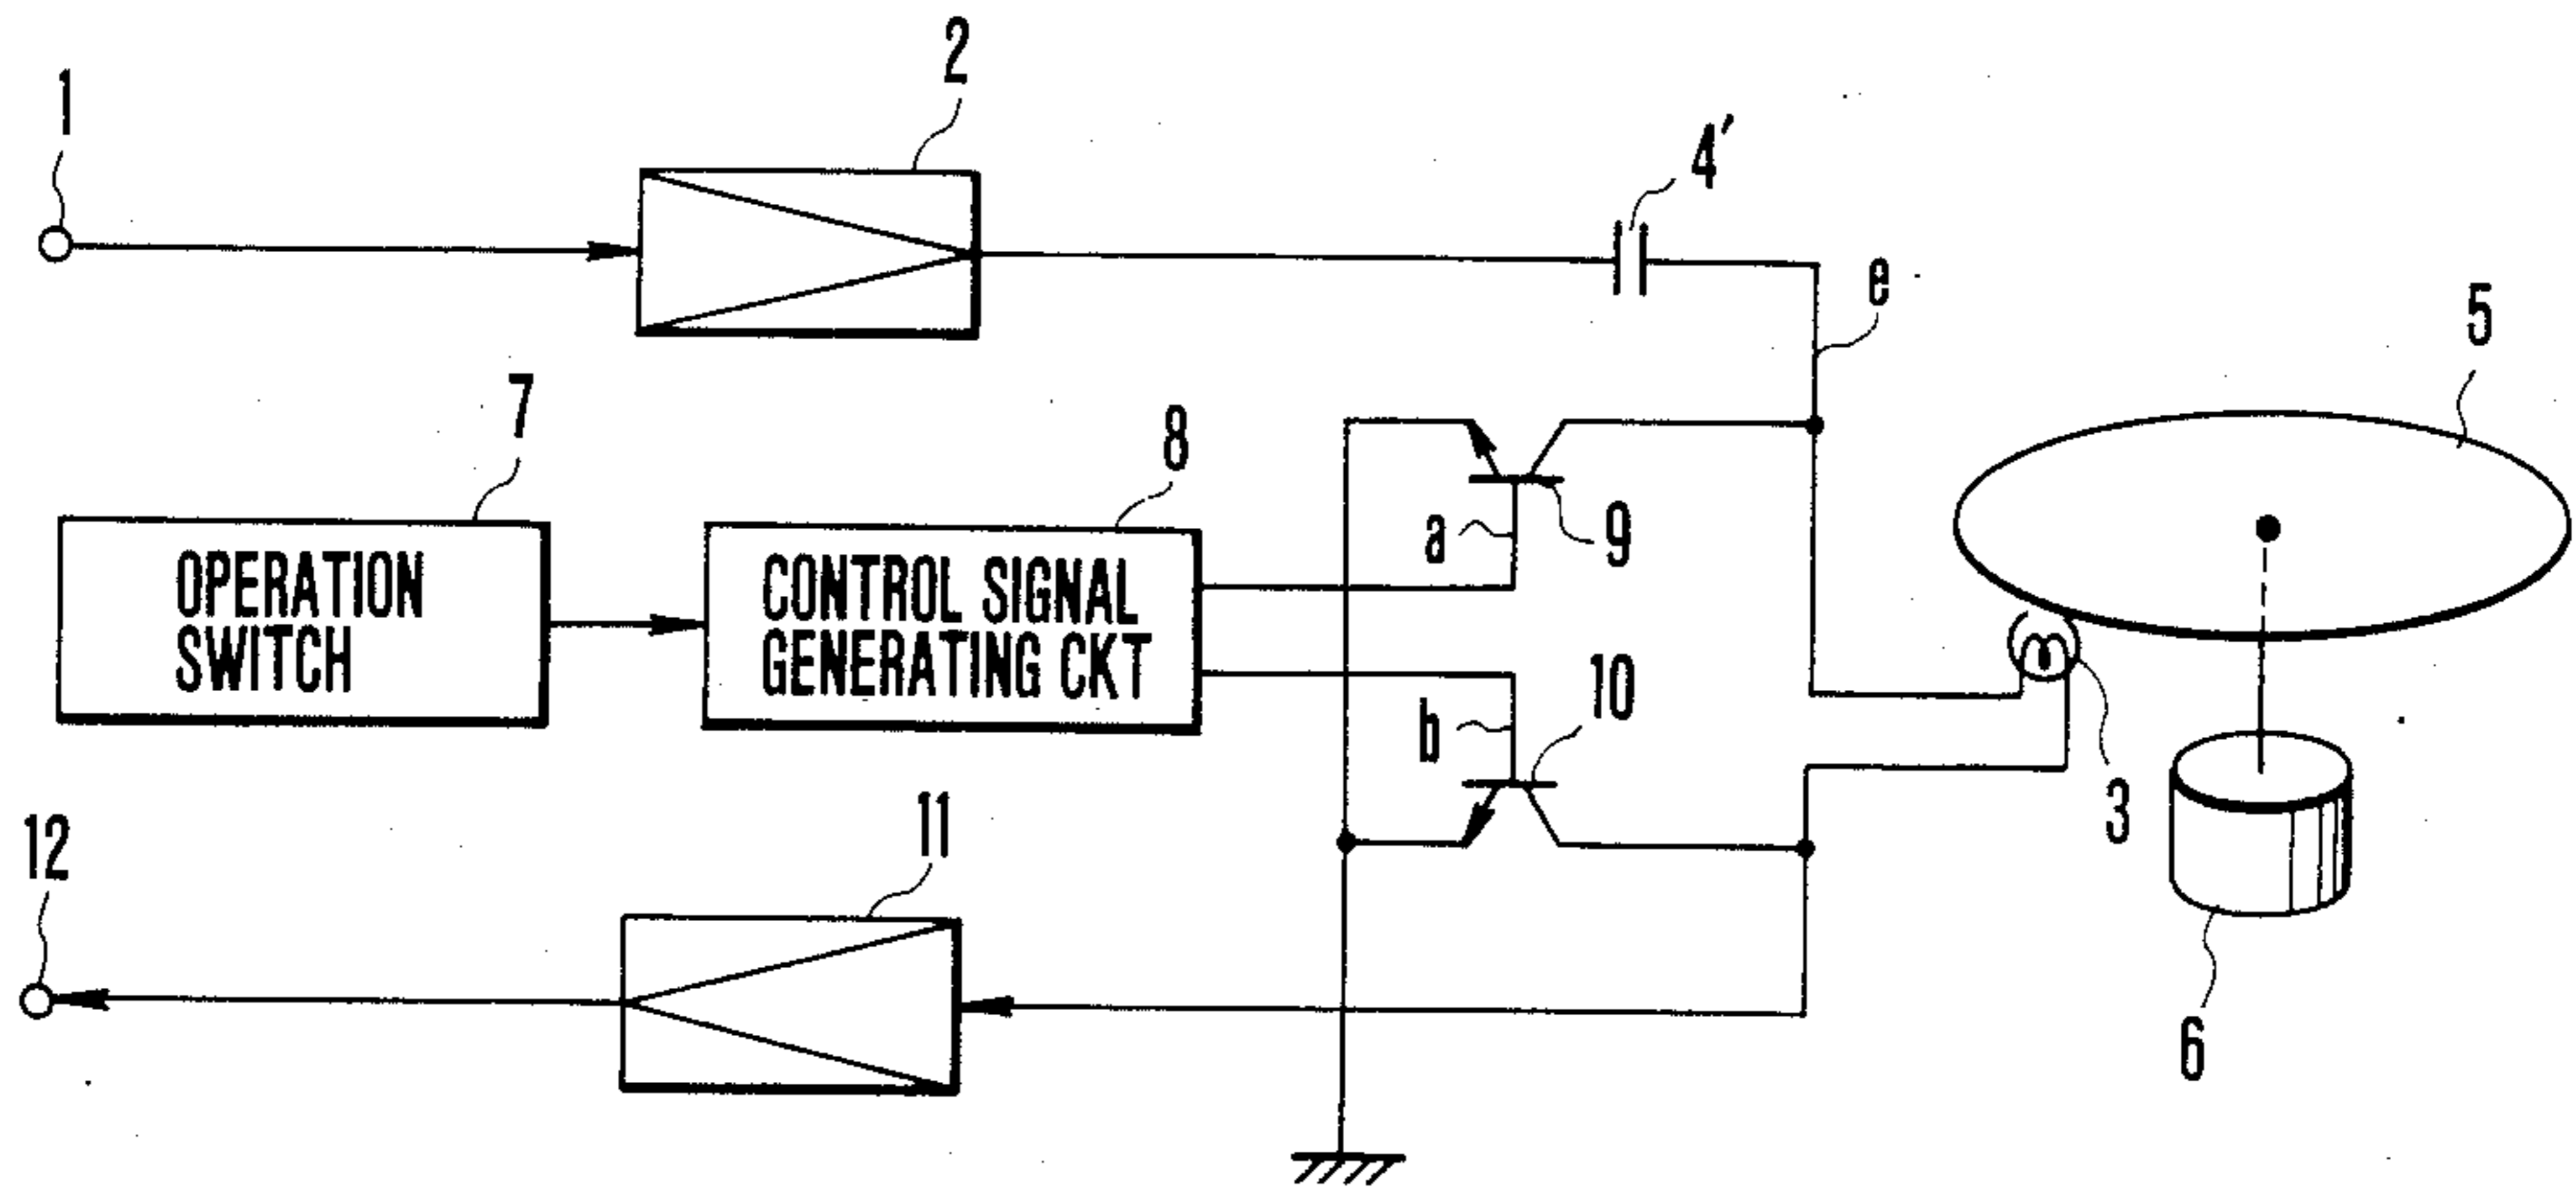 1
2
4'
e
5
7
OPERATION
SWITCH
8
CONTROL SIGNAL
GENERATING CKT
a
9
b
10
3
6
11
12